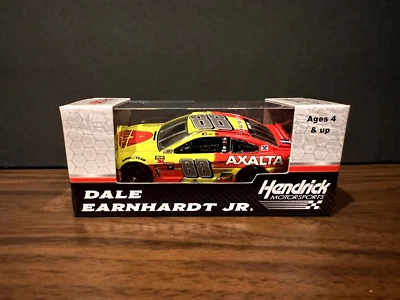 88
Ages 4
& up
AXALTA
88
DALE
EARNHARDT JR.
Hendrick
MOTORSPORTS